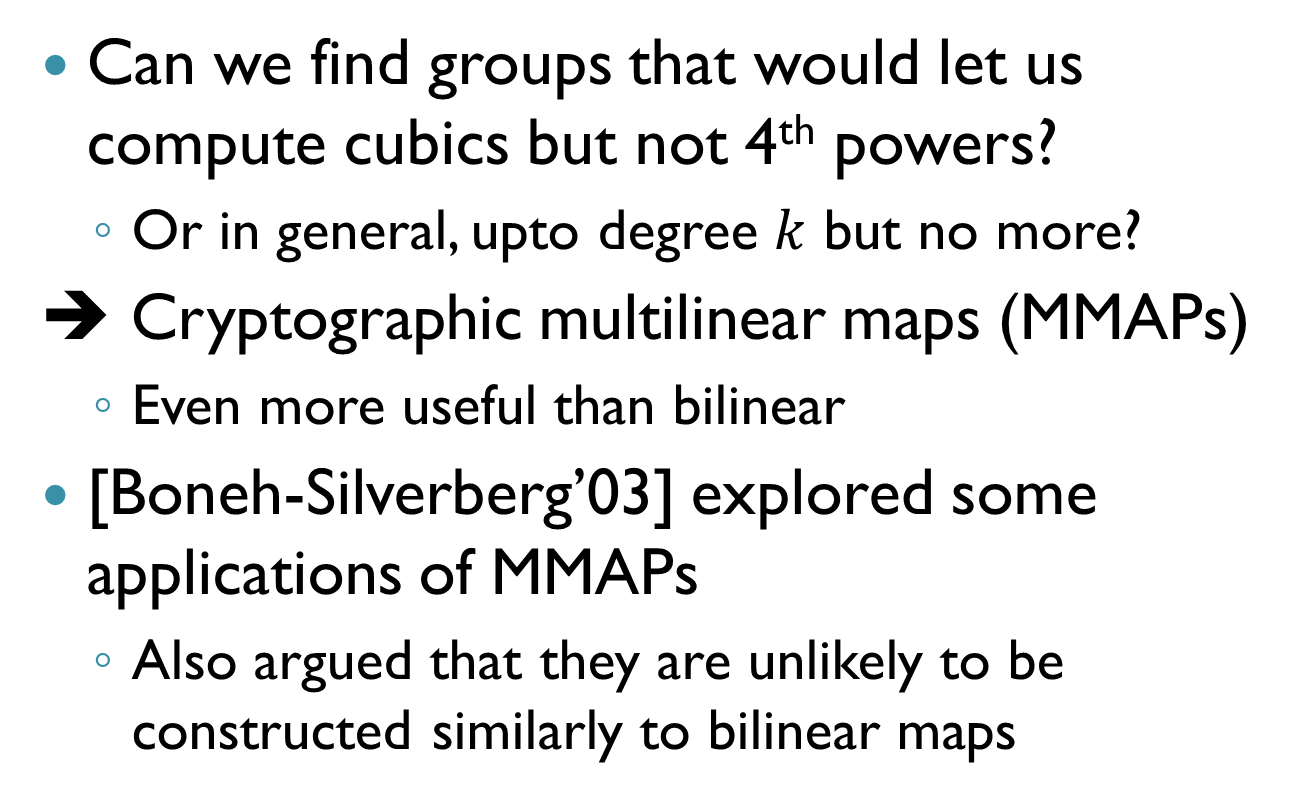 • Can we find groups that would let us
compute cubics but not 4th powers?
◦ Or in general, upto degree k but no more?
➔ Cryptographic multilinear maps (MMAPs)
◦ Even more useful than bilinear
• [Boneh-Silverberg’03] explored some
applications of MMAPs
◦ Also argued that they are unlikely to be
constructed similarly to bilinear maps